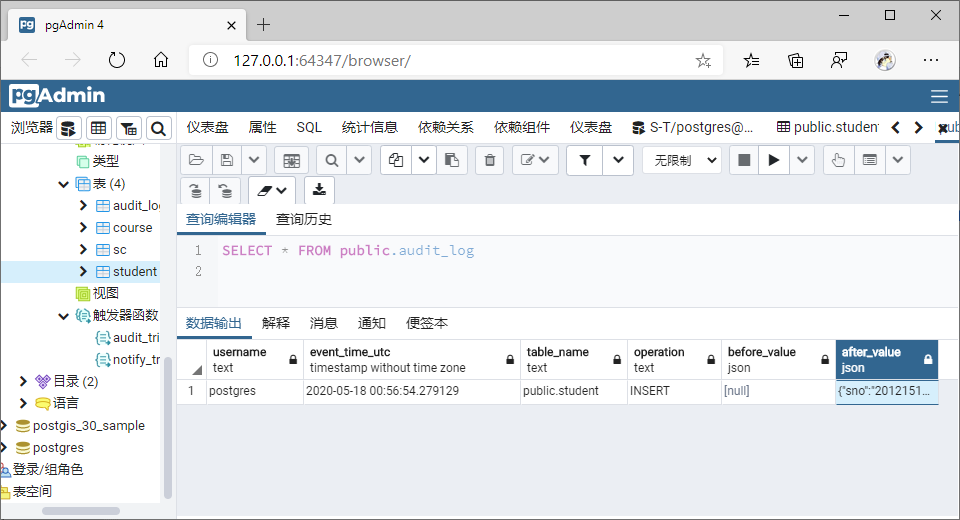 pgAdmin 4
127.0.0.1:64347/browser/
pgAdmin
浏览器
仪表盘 属性 SQL 统计信息 依赖关系 依赖组件 仪表盘 S-T/postgres@... public.student
类型
表 (4)
audit_lo
course
sc
student
视图
触发器函数
audit_tri
notify_tr
目录 (2)
语言
postgis_30_sample
postgres
登录/组角色
表空间
无限制
查询编辑器 查询历史
1 SELECT * FROM public.audit_log
2
数据输出 解释 消息 通知 便签本
username event_time_utc table_name operation before_value after_value
text timestamp without time zone text text json json
1 postgres 2020-05-18 00:56:54.279129 public.student INSERT [null] {"sno":"2012151...